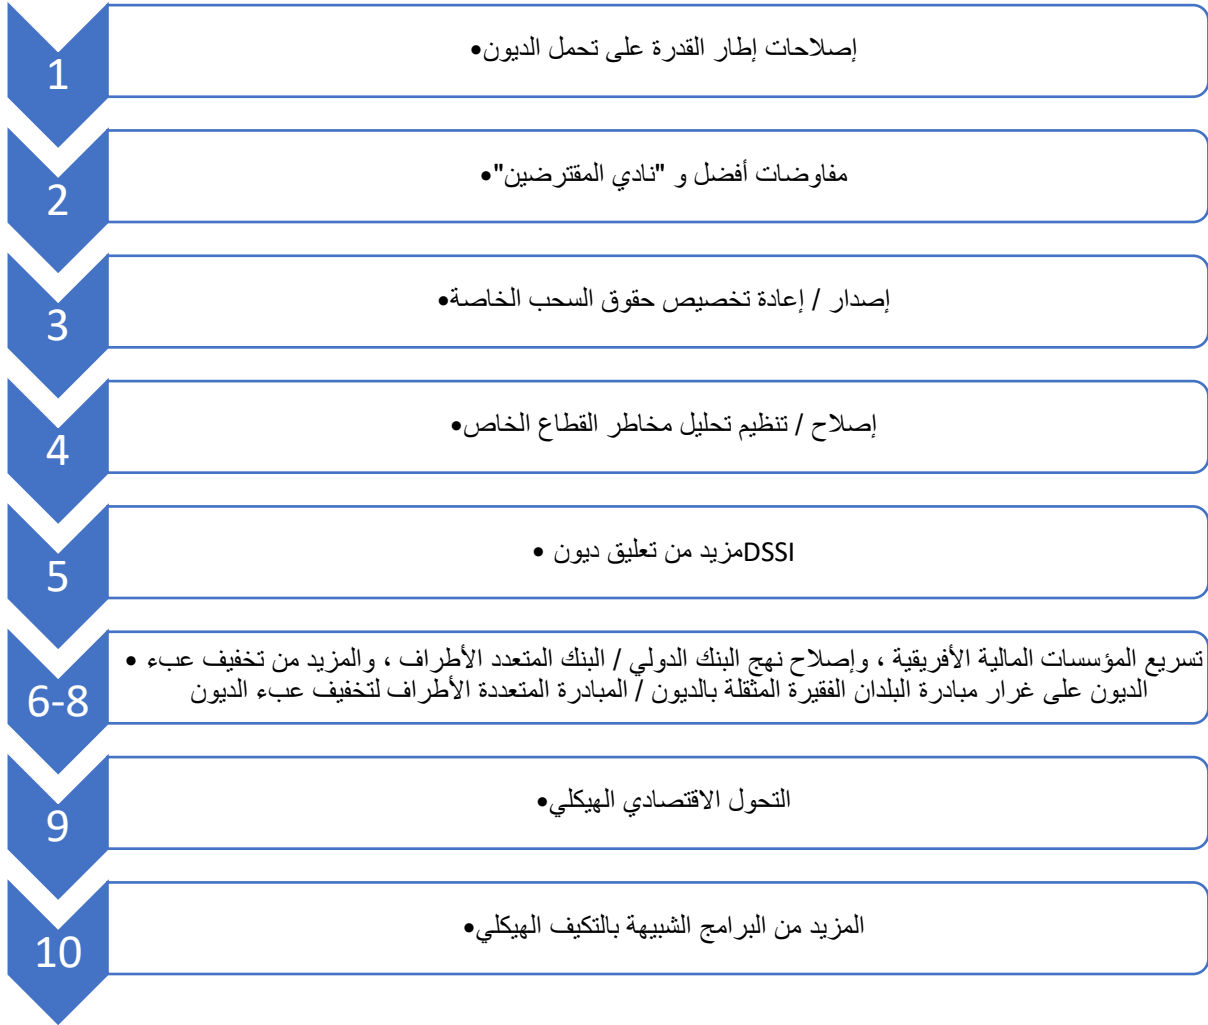 1
إصلاحات إطار القدرة على تحمل الديون•
2
مفاوضات أفضل و "نادي المقترضين"•
3
إصدار / إعادة تخصيص حقوق السحب الخاصة•
4
إصلاح / تنظيم تحليل مخاطر القطاع الخاص•
5
DSSIمزيد من تعليق ديون •
6-8
تسريع المؤسسات المالية الأفريقية ، وإصلاح نهج البنك الدولي / البنك المتعدد الأطراف ، والمزيد من تخفيف عبء •
الديون على غرار مبادرة البلدان الفقيرة المثقلة بالديون / المبادرة المتعددة الأطراف لتخفيف عبء الديون
9
التحول الاقتصادي الهيكلي•
10
المزيد من البرامج الشبيهة بالتكيف الهيكلي•